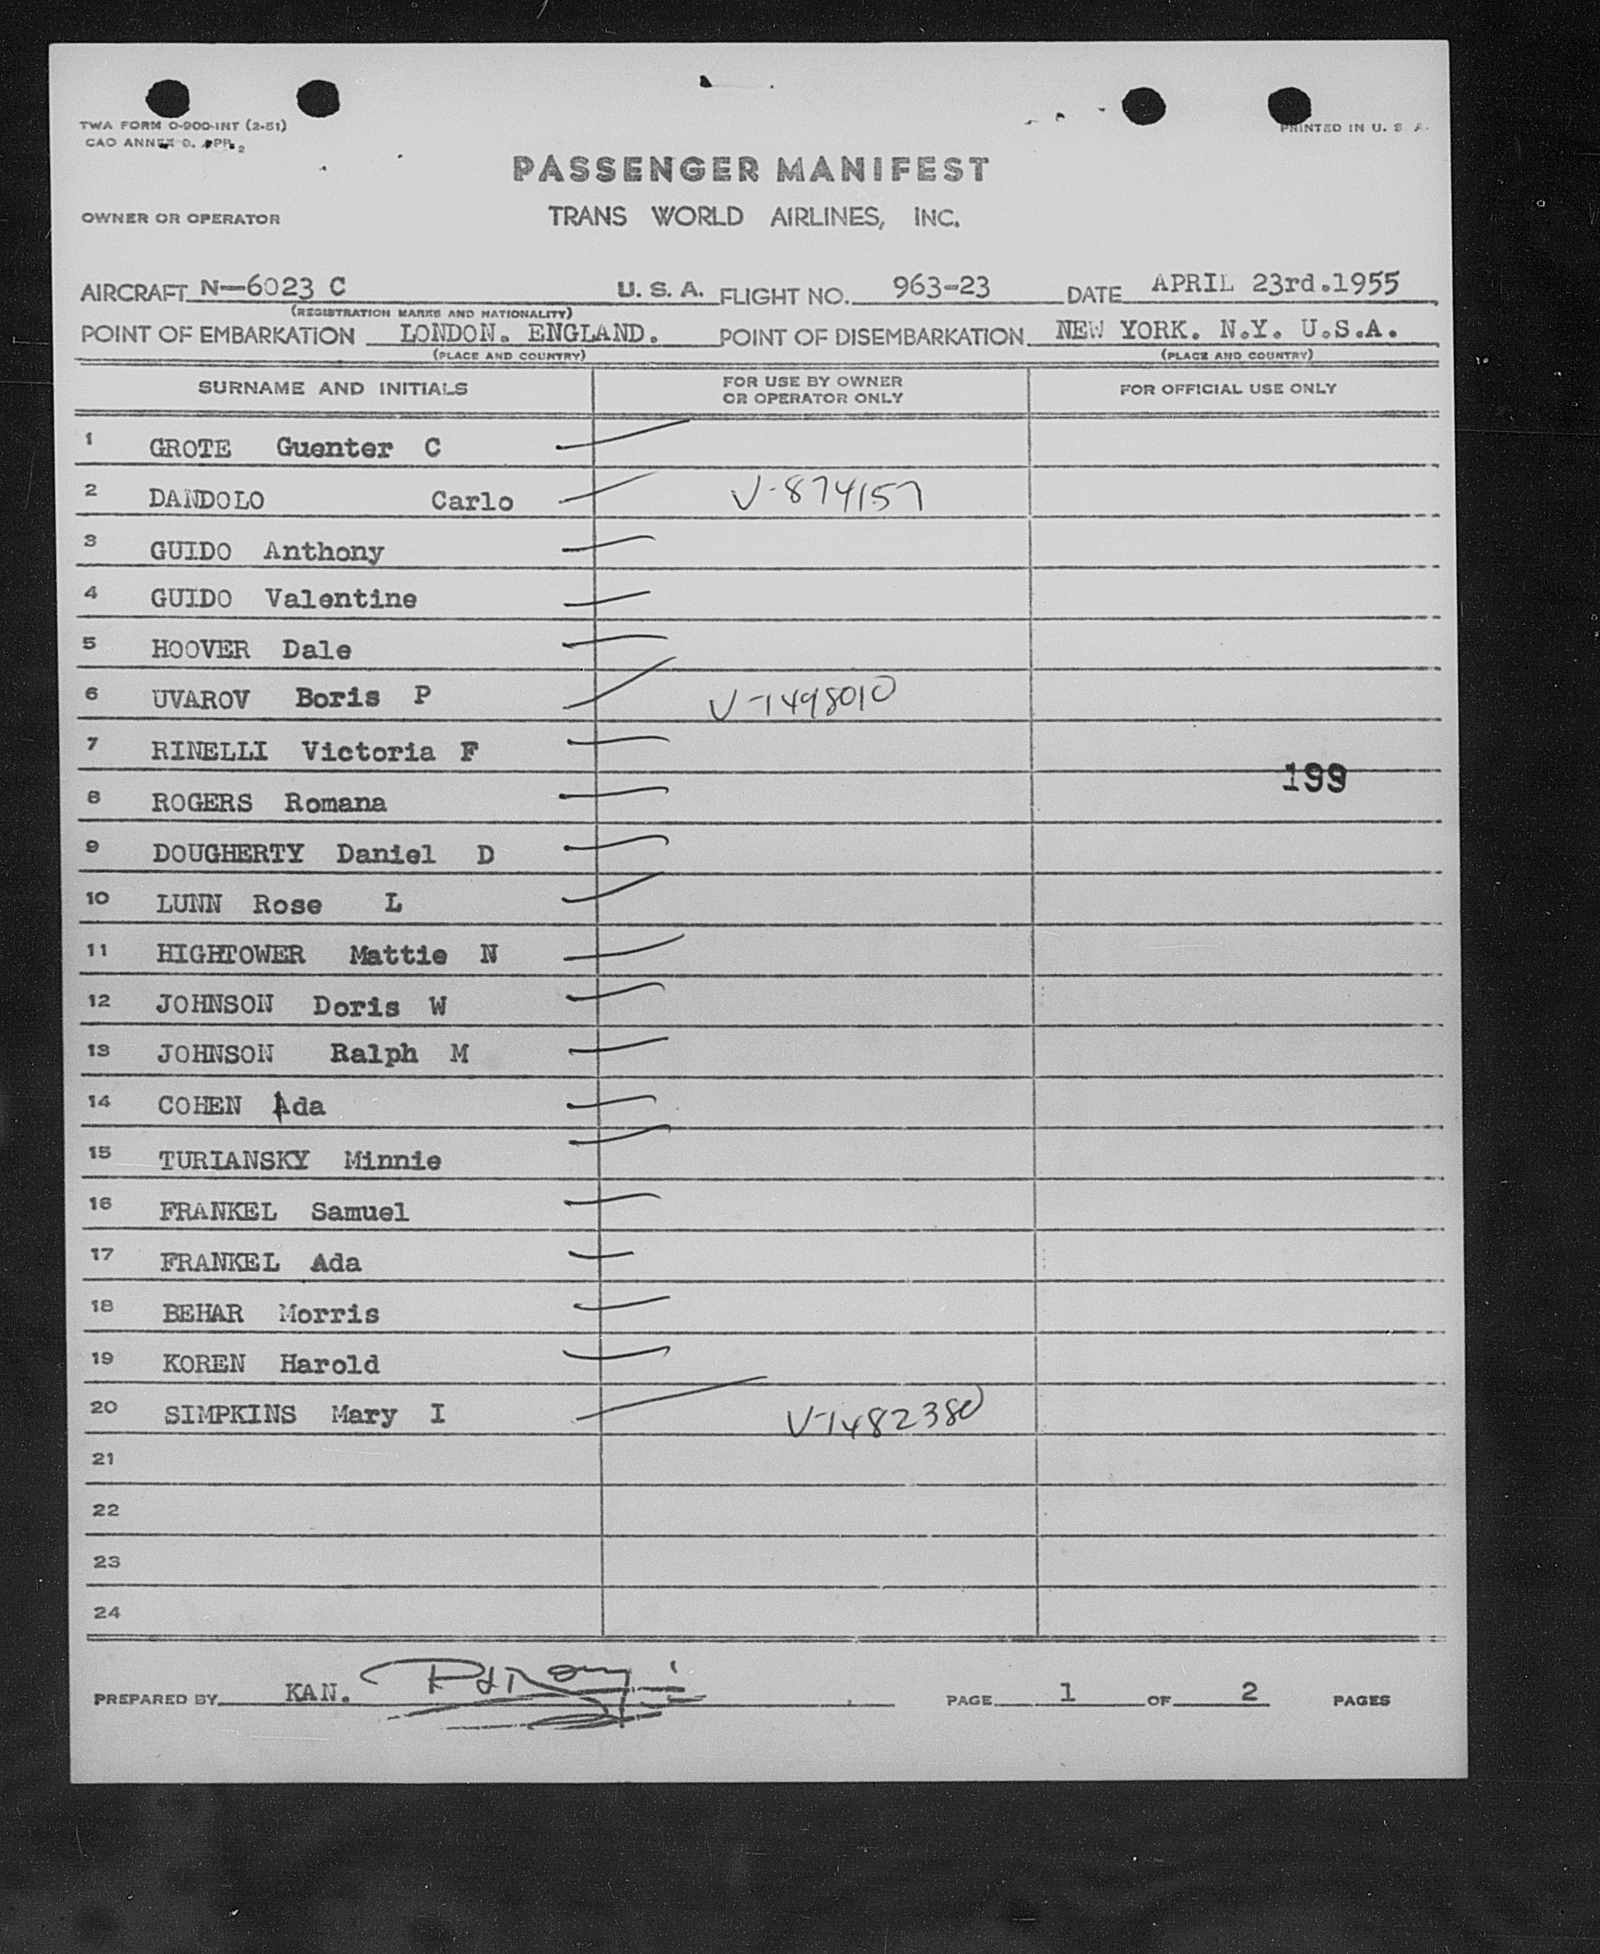 TWA FORM O-900-INT (2-51)
PRINTED IN U. S. A.
CAO ANNEX 9. APP. 2
PASSENGER MANIFEST
OWNER OR OPERATOR TRANS WORLD AIRLINES, INC.
AIRCRAFT N-6023 C U. S. A. FLIGHT NO. 963-23 DATE APRIL 23rd.1955
(REGISTRATION MARKS AND NATIONALITY)
POINT OF EMBARKATION LONDON. ENGLAND. POINT OF DISEMBARKATION NEW YORK. N.Y. U.S.A.
(PLACE AND COUNTRY) (PLACE AND COUNTRY)
SURNAME AND INITIALS FOR USE BY OWNER OR OPERATOR ONLY FOR OFFICIAL USE ONLY
1 GROTE Guenter C
2 DANDOLO Carlo V-874157
3 GUIDO Anthony
4 GUIDO Valentine
5 HOOVER Dale
6 UVAROV Boris P V-1498010
7 RINELLI Victoria F
199
8 ROGERS Romana
9 DOUGHERTY Daniel D
10 LUNN Rose L
11 HIGHTOWER Mattie N
12 JOHNSON Doris W
13 JOHNSON Ralph M
14 COHEN Ada
15 TURIANSKY Minnie
16 FRANKEL Samuel
17 FRANKEL Ada
18 BEHAR Morris
19 KOREN Harold
20 SIMPKINS Mary I V-1482380
21
22
23
24
PREPARED BY KAN. PAGE 1 OF 2 PAGES